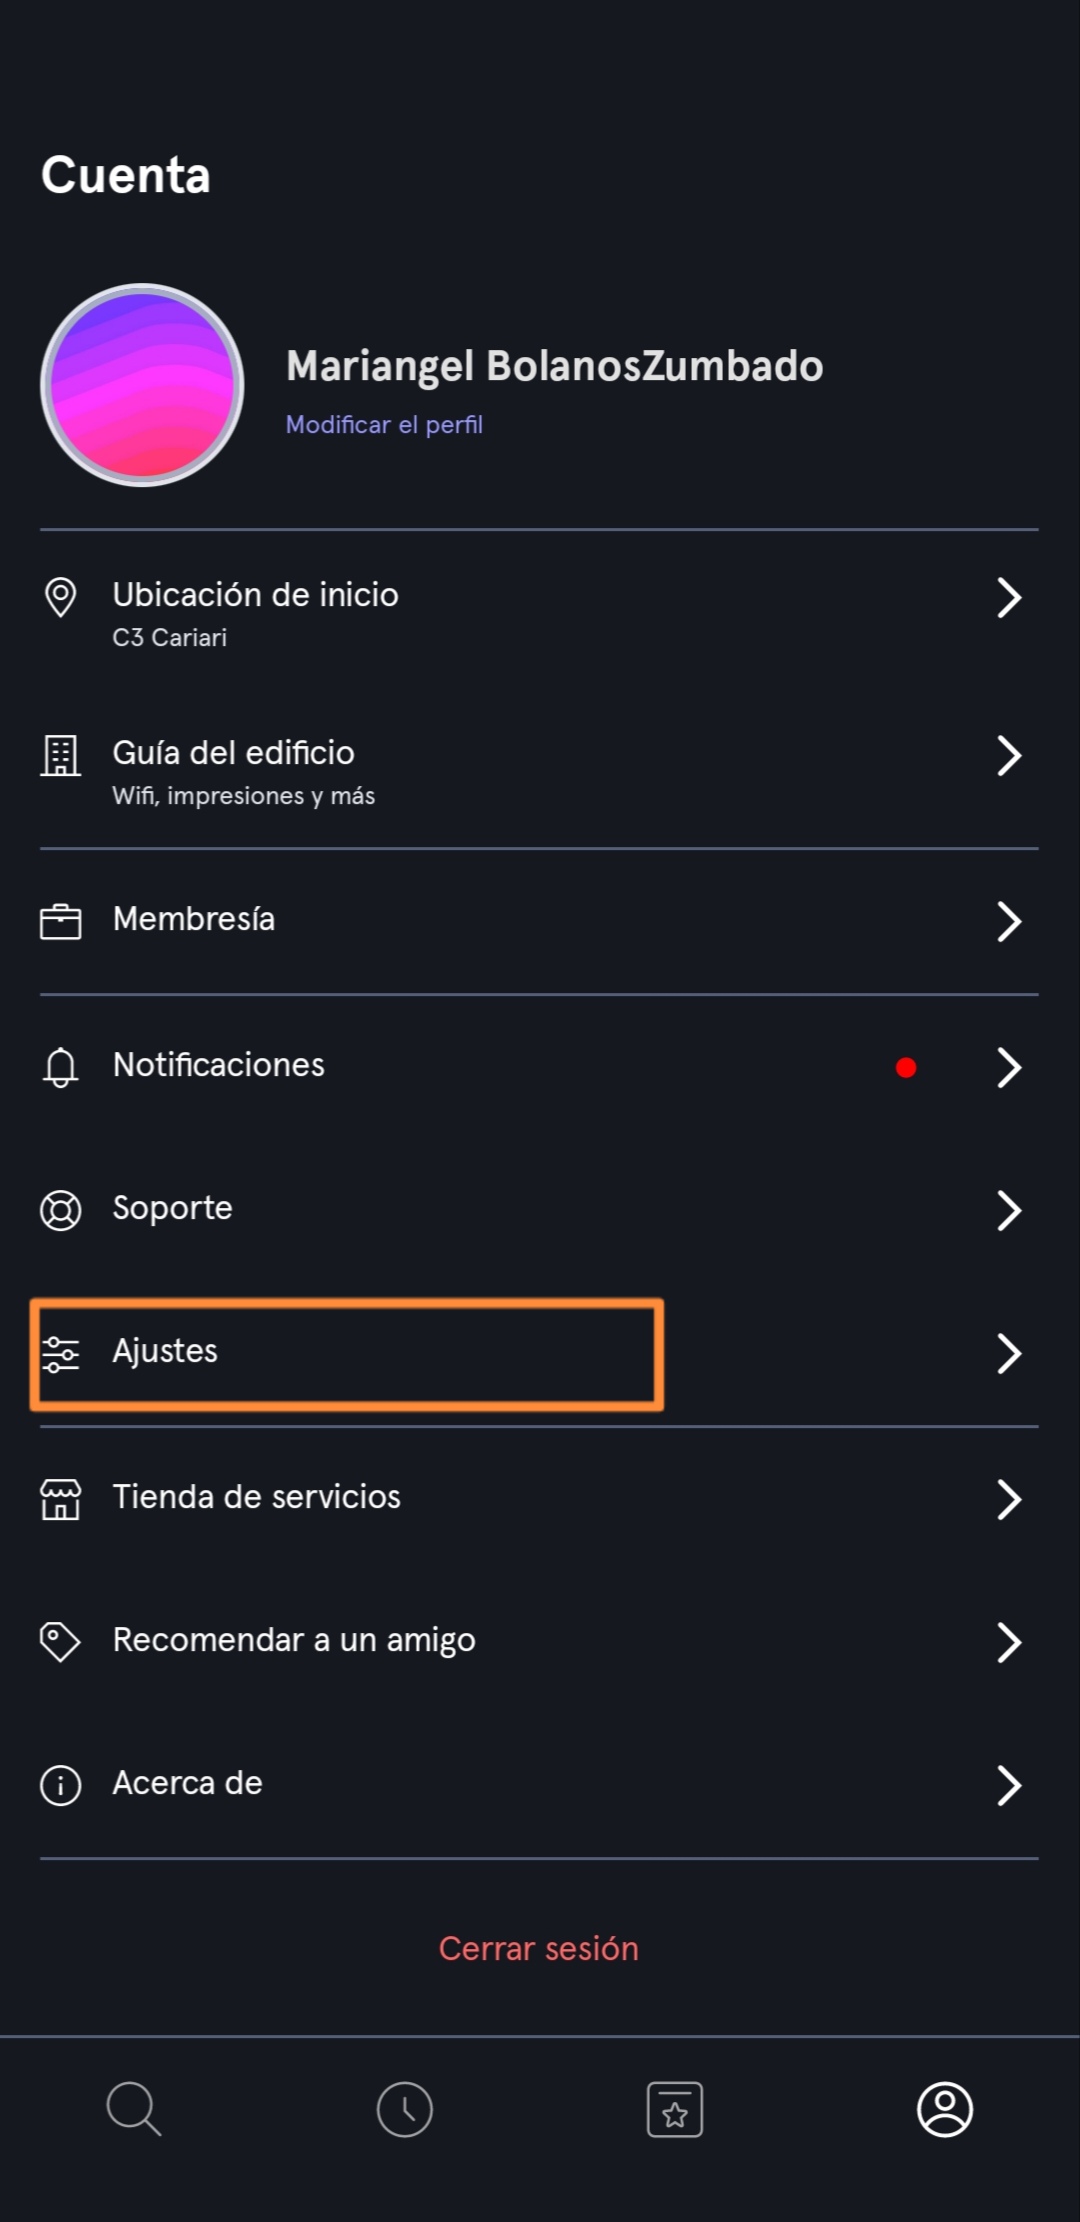 Cuenta
Mariangel BolanosZumbado
Modificar el perfil
Ubicación de inicio
C3 Cariari
Guía del edificio
Wifi, impresiones y más
Membresía
Notificaciones
Soporte
Ajustes
Tienda de servicios
Recomendar a un amigo
Acerca de
Cerrar sesión